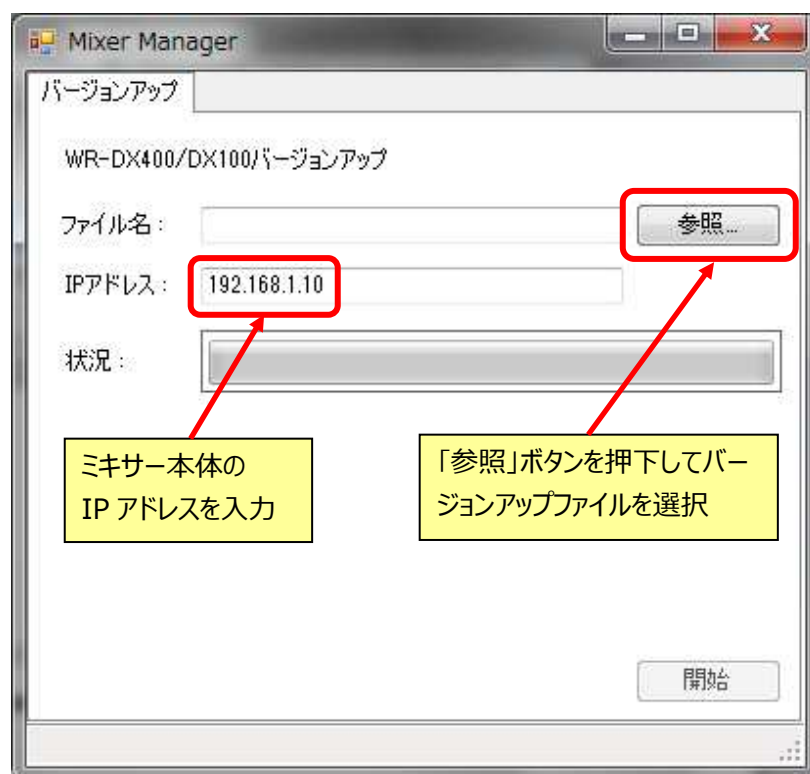 Mixer Manager
バージョンアップ
WR-DX400/DX100バージョンアップ
ファイル名：
参照...
IPアドレス：
192.168.1.10
状況：
ミキサー本体の
IP アドレスを入力
「参照」ボタンを押下してバー
ジョンアップファイルを選択
開始